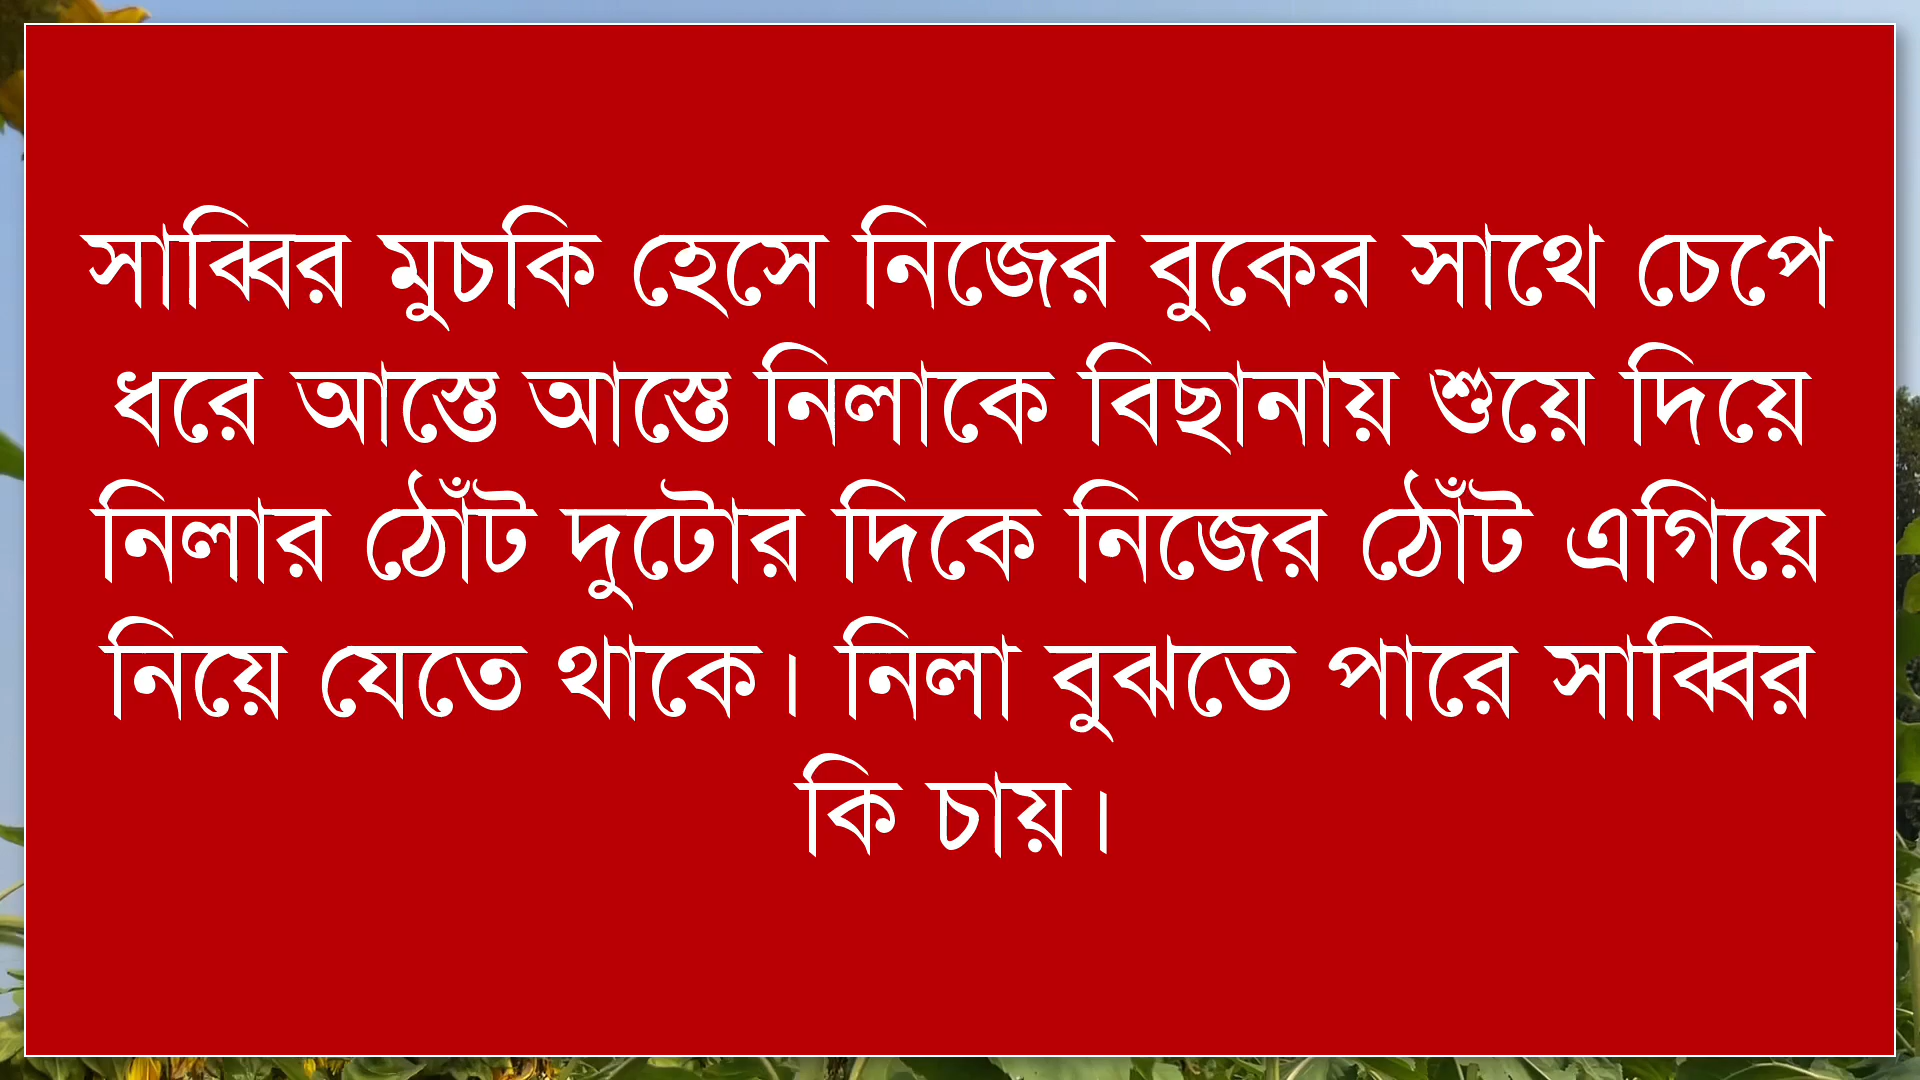 সাব্বির মুচকি হেসে নিজের বুকের সাথে চেপে
ধরে আস্তে আস্তে নিলাকে বিছানায় শুয়ে দিয়ে
নিলার ঠোঁট দুটোর দিকে নিজের ঠোঁট এগিয়ে
নিয়ে যেতে থাকে। নিলা বুঝতে পারে সাব্বির
কি চায়।